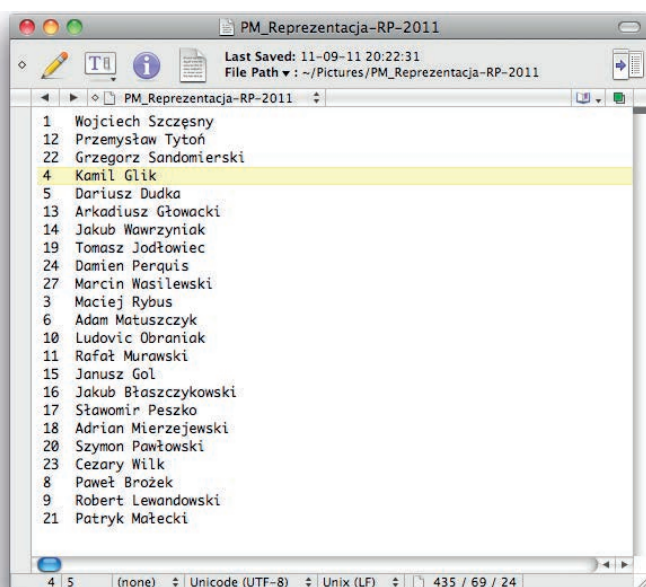 PM_Reprezentacja-RP-2011
Last Saved: 11-09-11 20:22:31
File Path ▾ : ~/Pictures/PM_Reprezentacja-RP-2011
PM_Reprezentacja-RP-2011
1 Wojciech Szczęsny
12 Przemysław Tytoń
22 Grzegorz Sandomierski
4 Kamil Glik
5 Dariusz Dudka
13 Arkadiusz Głowacki
14 Jakub Wawrzyniak
19 Tomasz Jodłowiec
24 Damien Perquis
27 Marcin Wasilewski
3 Maciej Rybus
6 Adam Matuszczyk
10 Ludovic Obraniak
11 Rafał Murawski
15 Janusz Gol
16 Jakub Błaszczykowski
17 Sławomir Peszko
18 Adrian Mierzejewski
20 Szymon Pawłowski
23 Cezary Wilk
8 Paweł Brożek
9 Robert Lewandowski
21 Patryk Małecki
4 5 (none) Unicode (UTF-8) Unix (LF) 435 / 69 / 24